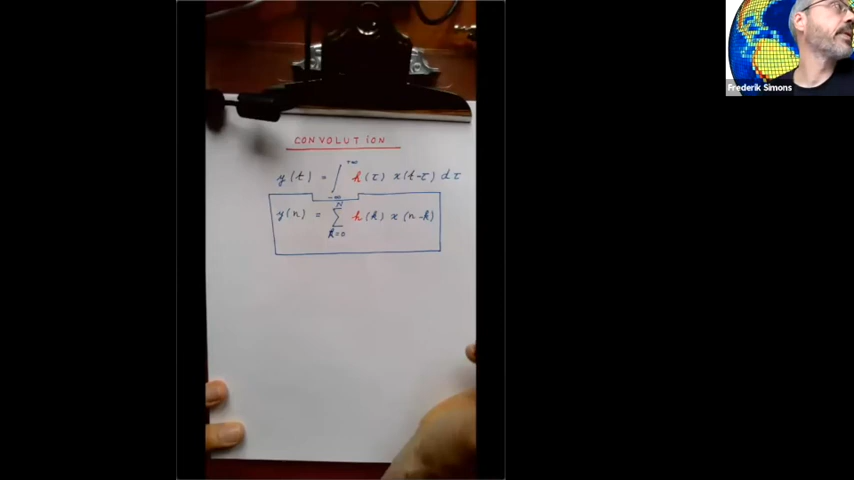 CONVOLUTION
y(t) = ∫_{-∞}^{+∞} h(τ) x(t-τ) dτ
y(n) = Σ_{k=0}^{N} h(k) x(n-k)
Frederik Simons